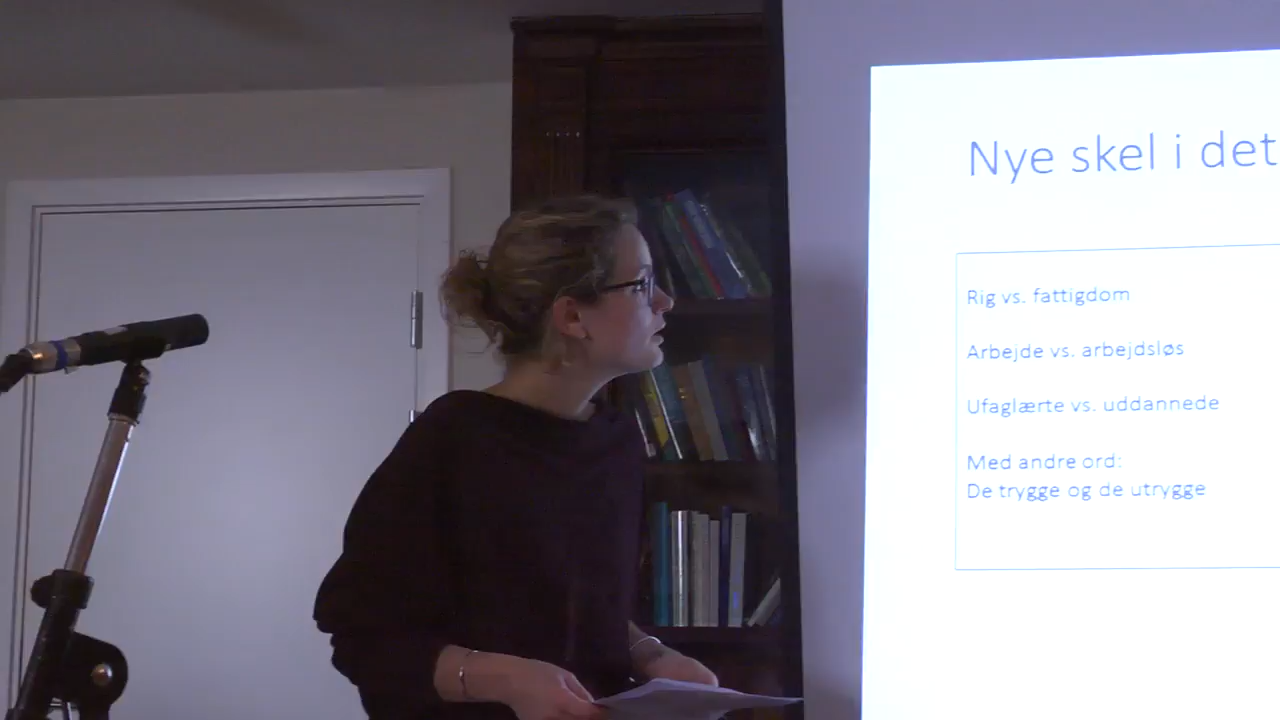 Nye skel i det
Rig vs. fattigdom
Arbejde vs. arbejdsløs
Ufaglærte vs. uddannede
Med andre ord:
De trygge og de utrygge